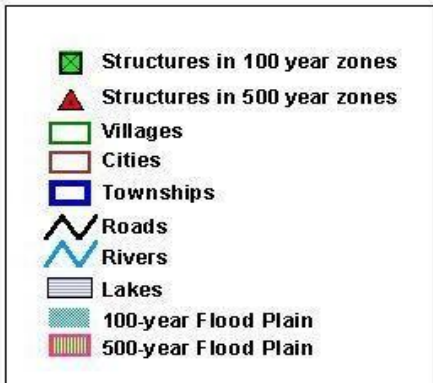 Structures in 100 year zones
Structures in 500 year zones
Villages
Cities
Townships
Roads
Rivers
Lakes
100-year Flood Plain
500-year Flood Plain